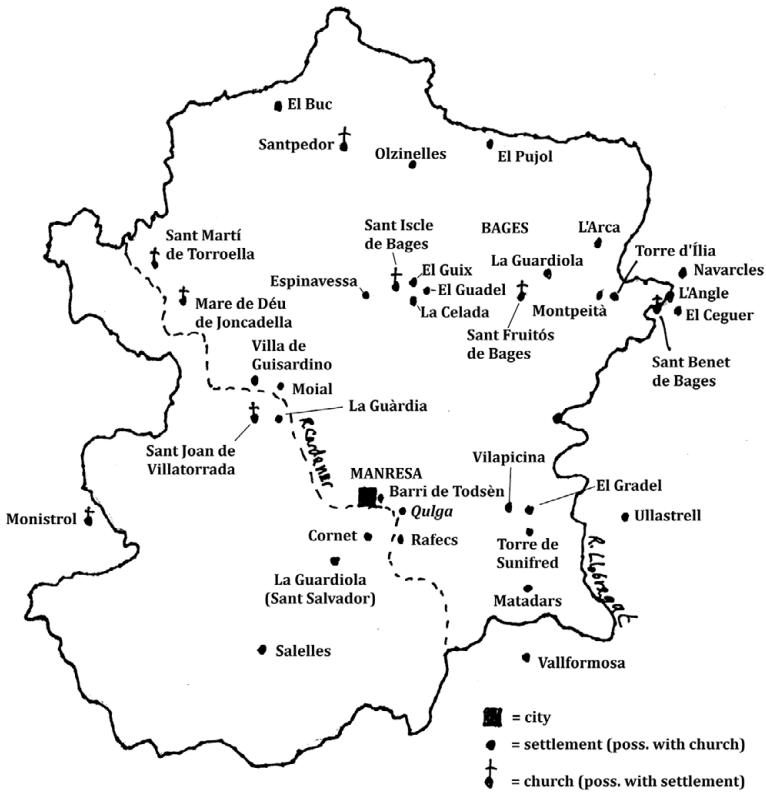 El Buc
Santpedor
Olzinelles
El Pujol
Sant Martí
de Torroella
Sant Iscle
de Bages
BAGES
L'Arca
Torre d'Ília
La Guardiola
Navarcles
Espinavessa
El Guix
El Guadel
La Celada
Mare de Déu
de Joncadella
Montpeità
L'Angle
El Ceguer
Sant Fruitós
de Bages
Sant Benet
de Bages
Villa de
Guisardino
Moial
La Guàrdia
Sant Joan de
Villatorrada
R. Cardener
Vilapicina
MANRESA
Barri de Todsèn
El Gradel
Qulga
Monistrol
Ullastrell
Cornet
Rafecs
Torre de
Sunifred
R. Llobregat
La Guardiola
(Sant Salvador)
Matadars
Salelles
Vallformosa
= city
= settlement (poss. with church)
= church (poss. with settlement)